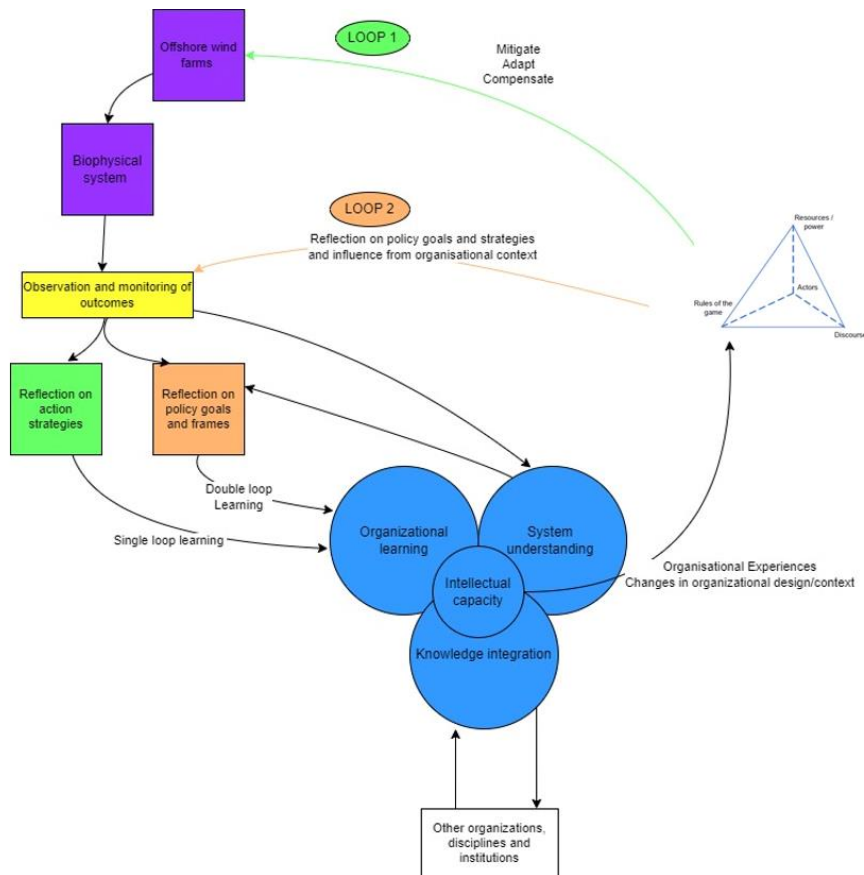 LOOP 1
Offshore wind
farms
Mitigate
Adapt
Compensate
Biophysical
system
LOOP 2
Reflection on policy goals and strategies
and influence from organisational context
Resources /
power
Actors
Rules of the
game
Discourse
Observation and monitoring of
outcomes
Reflection on
action
strategies
Reflection on
policy goals
and frames
Double loop
Learning
Single loop learning
Organizational
learning
System
understanding
Intellectual
capacity
Knowledge integration
Organisational Experiences
Changes in organizational design/context
Other organizations,
disciplines and
institutions